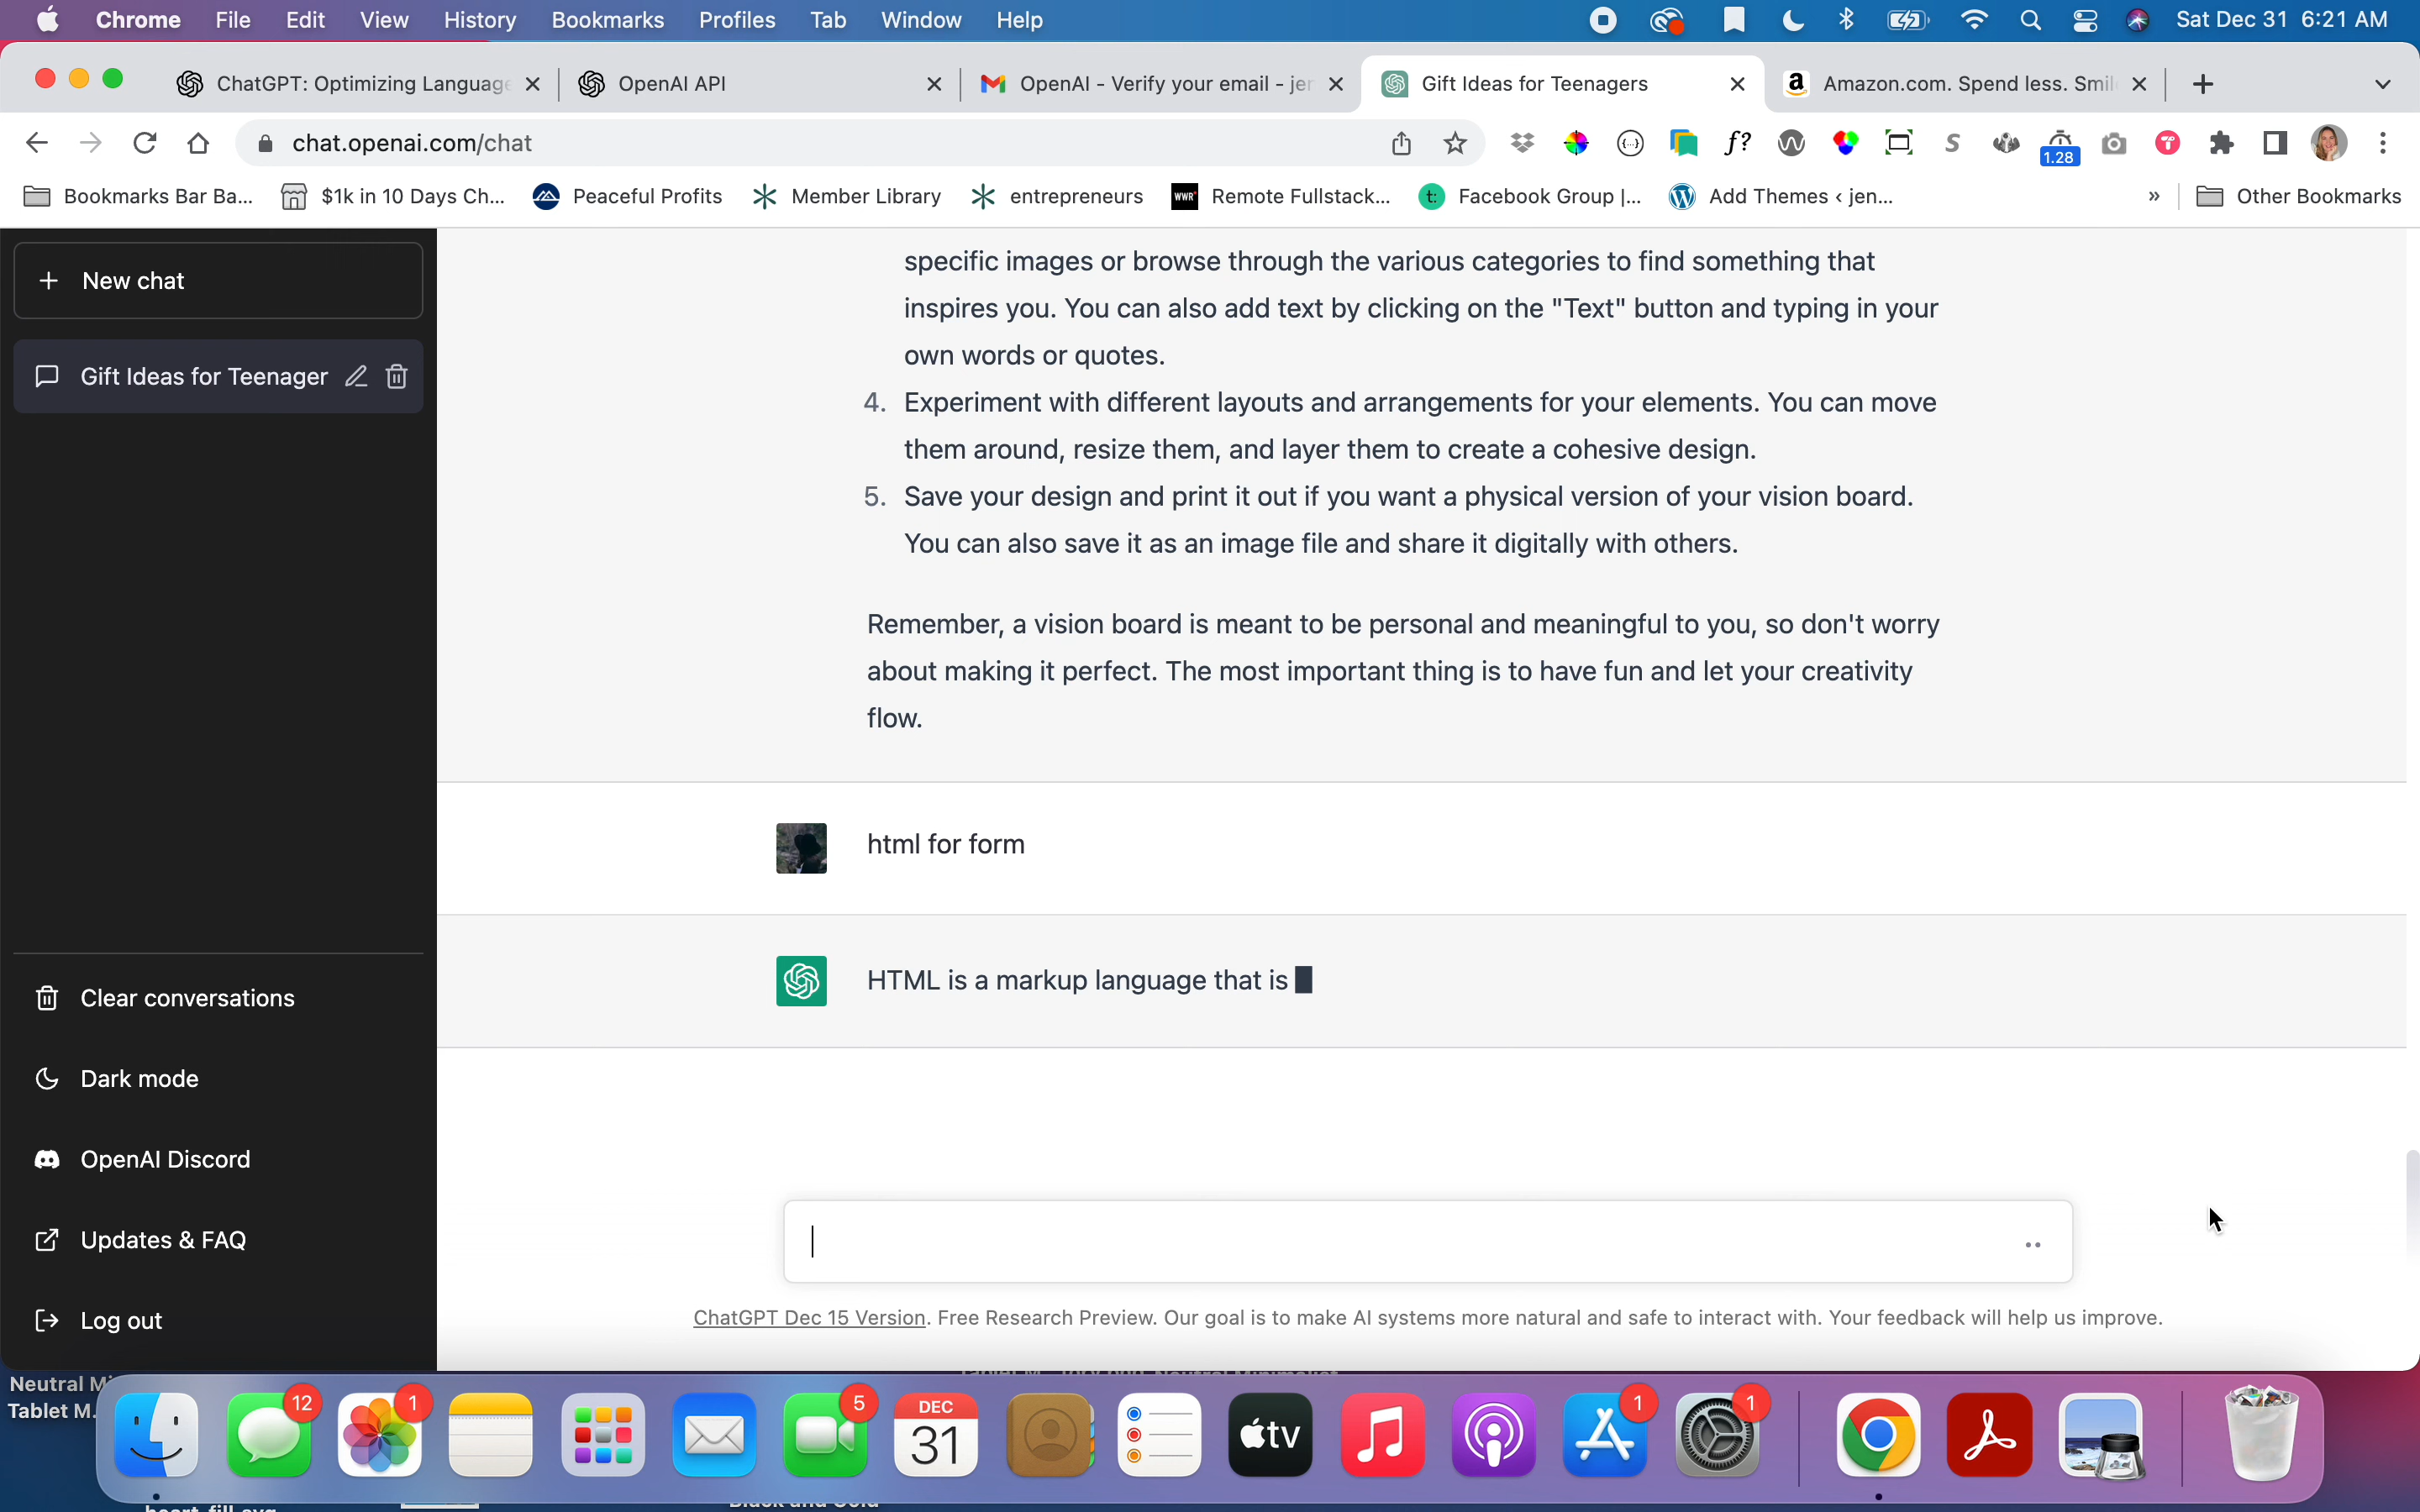 Chrome File Edit View History Bookmarks Profiles Tab Window Help Sat Dec 31 6:21 AM
ChatGPT: Optimizing Language OpenAI API OpenAI - Verify your email - jer Gift Ideas for Teenagers Amazon.com. Spend less. Smil
chat.openai.com/chat f? S 1.28
Bookmarks Bar Ba... $1k in 10 Days Ch... Peaceful Profits Member Library entrepreneurs WWR Remote Fullstack... t: Facebook Group |... Add Themes ‹ jen... » Other Bookmarks
New chat
Gift Ideas for Teenager
specific images or browse through the various categories to find something that
inspires you. You can also add text by clicking on the "Text" button and typing in your
own words or quotes.
4. Experiment with different layouts and arrangements for your elements. You can move
them around, resize them, and layer them to create a cohesive design.
5. Save your design and print it out if you want a physical version of your vision board.
You can also save it as an image file and share it digitally with others.
Remember, a vision board is meant to be personal and meaningful to you, so don't worry
about making it perfect. The most important thing is to have fun and let your creativity
flow.
html for form
HTML is a markup language that is
Clear conversations
Dark mode
OpenAI Discord
Updates & FAQ
Log out
ChatGPT Dec 15 Version. Free Research Preview. Our goal is to make AI systems more natural and safe to interact with. Your feedback will help us improve.
Neutral Mi
Tablet M.
12 1 5 DEC 31 tv 1 1